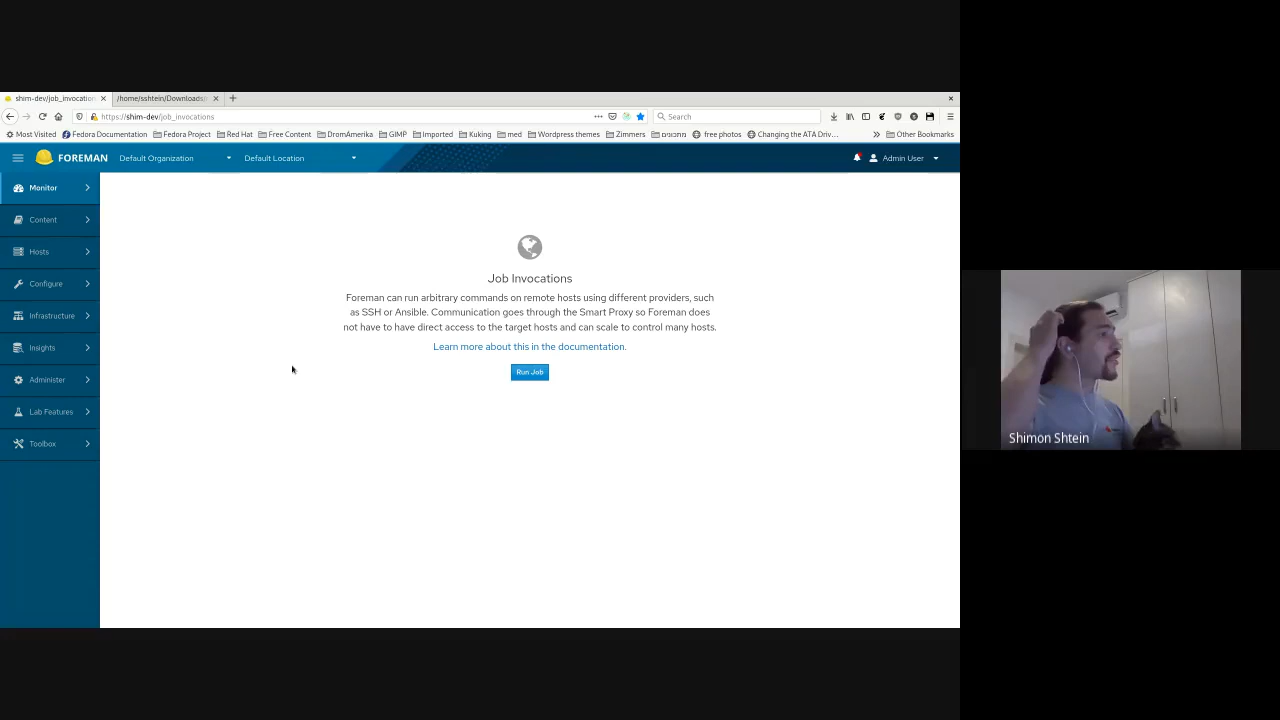 shim-dev/job_invocation
/home/sshtein/Downloads/
https://shim-dev/job_invocations
Search
Most Visited
Fedora Documentation
Fedora Project
Red Hat
Free Content
DromAmerika
GIMP
Imported
Kuking
med
Wordpress themes
Zimmers
מתכונים
free photos
Changing the ATA Driv...
Other Bookmarks
FOREMAN
Default Organization
Default Location
Admin User
Monitor
Content
Hosts
Configure
Infrastructure
Insights
Administer
Lab Features
Toolbox
Job Invocations
Foreman can run arbitrary commands on remote hosts using different providers, such
as SSH or Ansible. Communication goes through the Smart Proxy so Foreman does
not have to have direct access to the target hosts and can scale to control many hosts.
Learn more about this in the documentation.
Run Job
Shimon Shtein